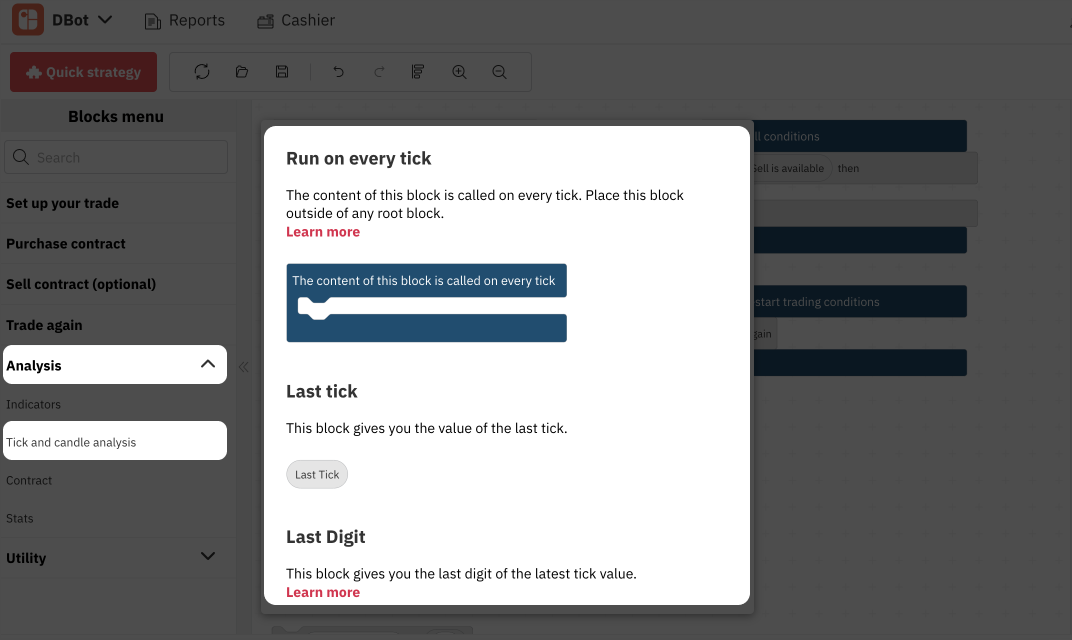 DBot
Reports
Cashier
Quick strategy
Blocks menu
Search
Set up your trade
Purchase contract
Sell contract (optional)
Trade again
Analysis
Indicators
Tick and candle analysis
Contract
Stats
Utility
Run on every tick
The content of this block is called on every tick. Place this block
outside of any root block.
Learn more
The content of this block is called on every tick
Last tick
This block gives you the value of the last tick.
Last Tick
Last Digit
This block gives you the last digit of the latest tick value.
Learn more
conditions
Sell is available
then
start trading conditions